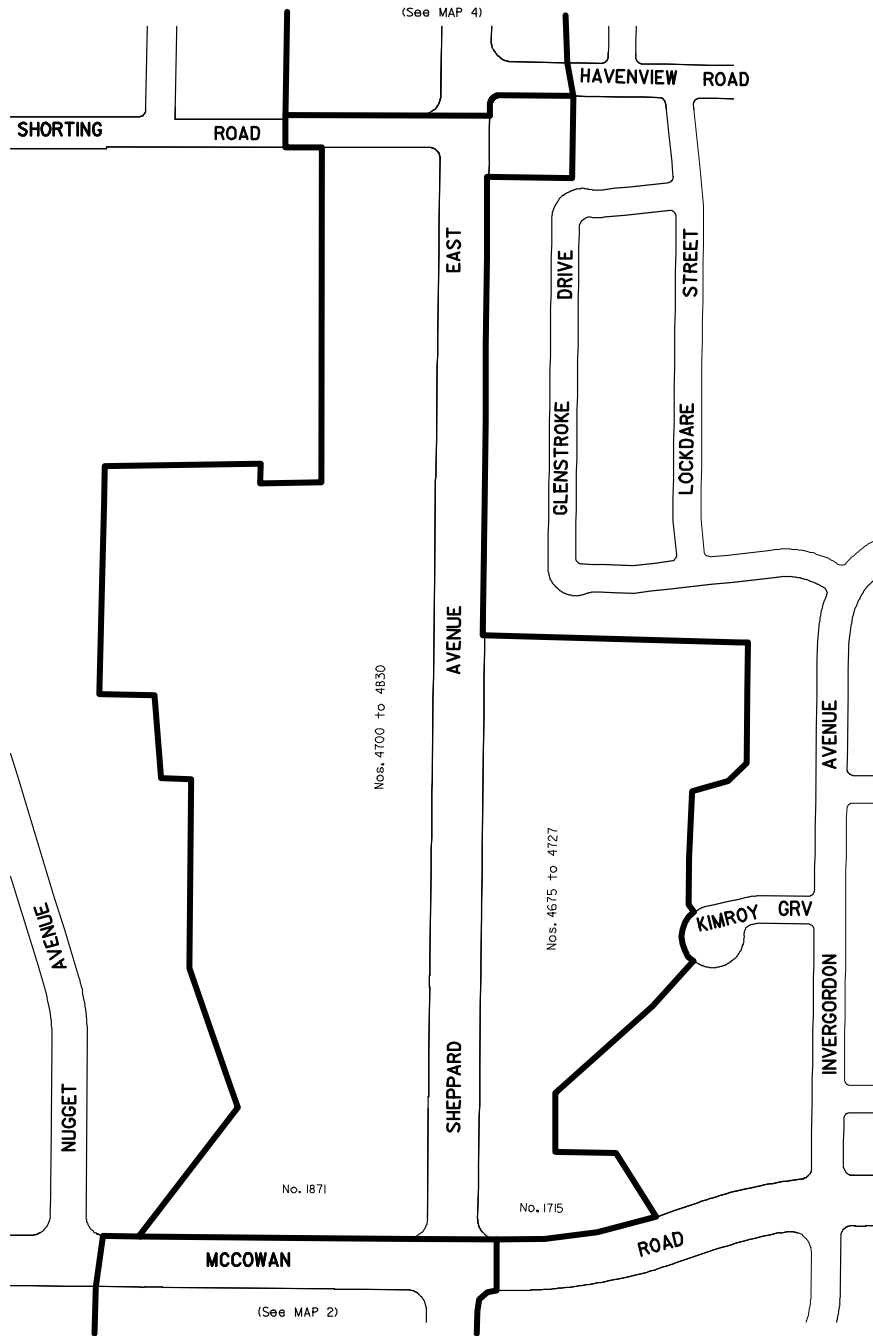 (See MAP 4)
HAVENVIEW ROAD
SHORTING ROAD
EAST
DRIVE
STREET
GLENSTROKE
LOCKDARE
AVENUE
Nos. 4700 to 4830
AVENUE
Nos. 4675 to 4727
KIMROY GRV
AVENUE
INVERGORDON
SHEPPARD
NUGGET
No. 1871
No. 1715
ROAD
MCCOWAN
(See MAP 2)